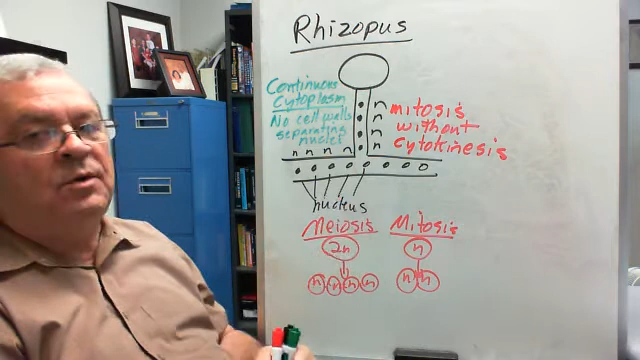 Rhizopus
Continuous
Cytoplasm
No cell walls
separating
nuclei
n
n
n
n
mitosis
without
cytokinesis
n n n n
nucleus
Meiosis
2n
n n n n
Mitosis
n
n n